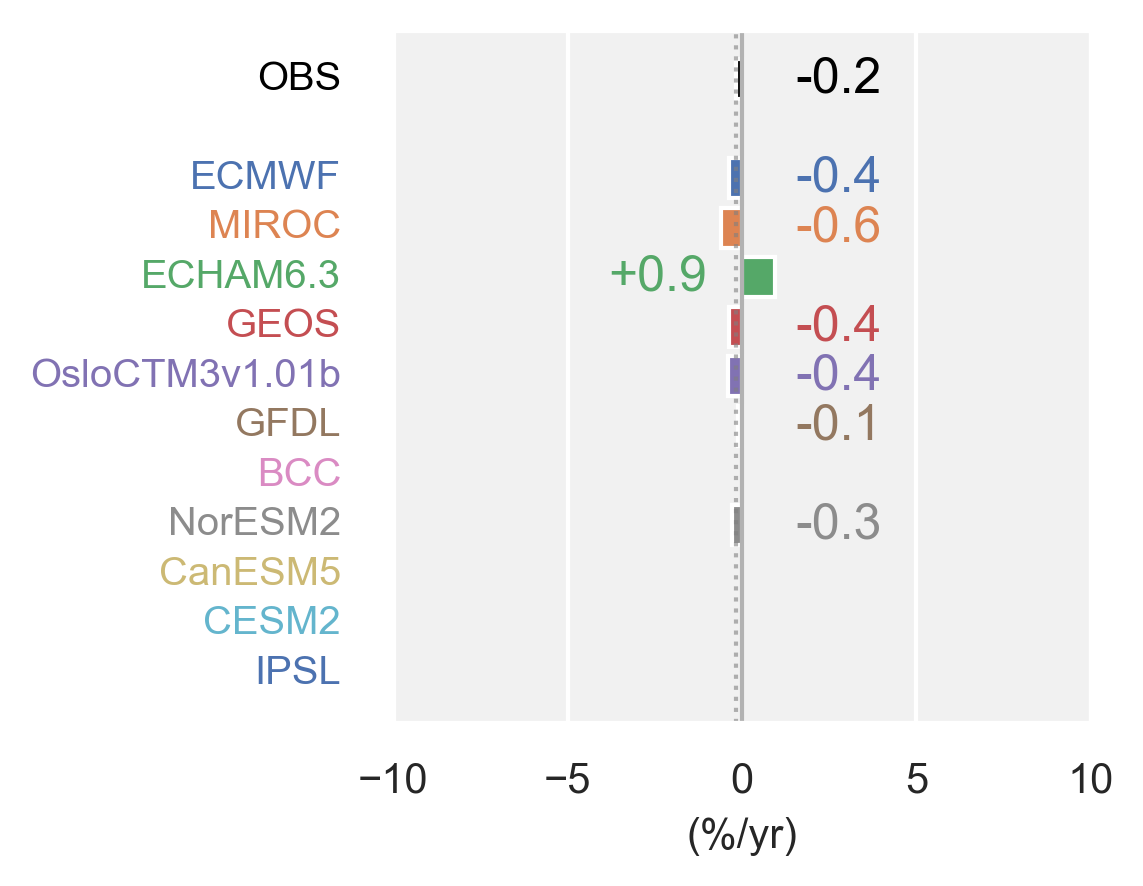 OBS -0.2
ECMWF -0.4
MIROC -0.6
ECHAM6.3 +0.9
GEOS -0.4
OsloCTM3v1.01b -0.4
GFDL -0.1
BCC
NorESM2 -0.3
CanESM5
CESM2
IPSL
−10 −5 0 5 10
(%/yr)